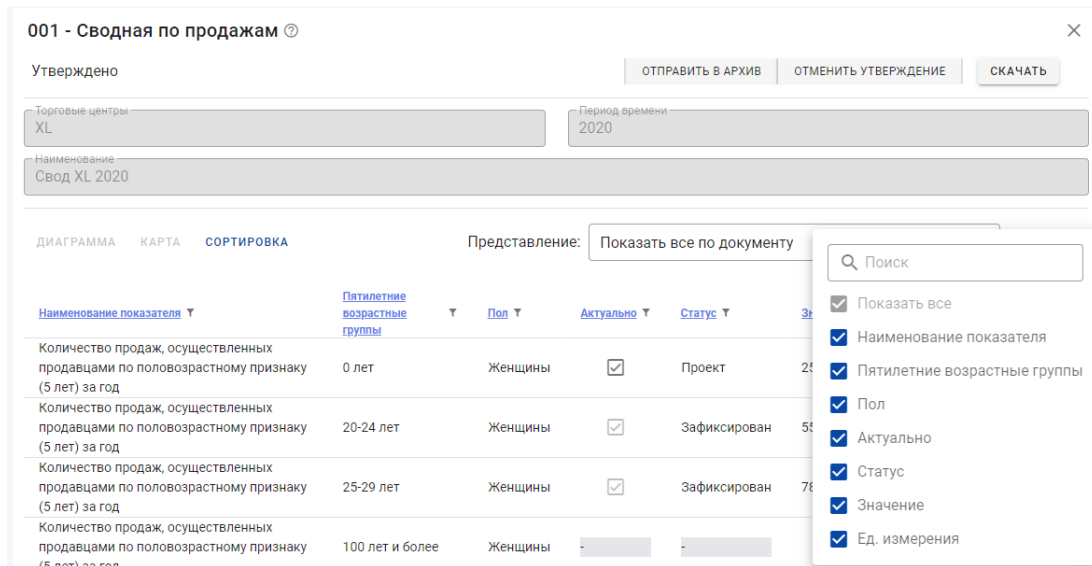 001 - Сводная по продажам
Утверждено
ОТПРАВИТЬ В АРХИВ
ОТМЕНИТЬ УТВЕРЖДЕНИЕ
СКАЧАТЬ
Торговые центры
XL
Период времени
2020
Наименование
Свод XL 2020
ДИАГРАММА
КАРТА
СОРТИРОВКА
Представление:
Показать все по документу
Наименование показателя
Пятилетние
возрастные
группы
Пол
Актуально
Статус
Количество продаж, осуществленных
продавцами по половозрастному признаку
(5 лет) за год
0 лет
Женщины
Проект
Количество продаж, осуществленных
продавцами по половозрастному признаку
(5 лет) за год
20-24 лет
Женщины
Зафиксирован
Количество продаж, осуществленных
продавцами по половозрастному признаку
(5 лет) за год
25-29 лет
Женщины
Зафиксирован
Количество продаж, осуществленных
продавцами по половозрастному признаку
(5 лет) за год
100 лет и более
Женщины
-
-
Поиск
Показать все
Наименование показателя
Пятилетние возрастные группы
Пол
Актуально
Статус
Значение
Ед. измерения